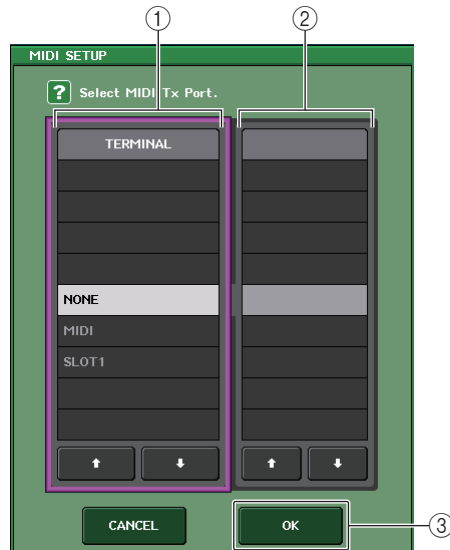 ① ②
MIDI SETUP
? Select MIDI Tx Port.
TERMINAL
NONE
MIDI
SLOT1
CANCEL OK ③